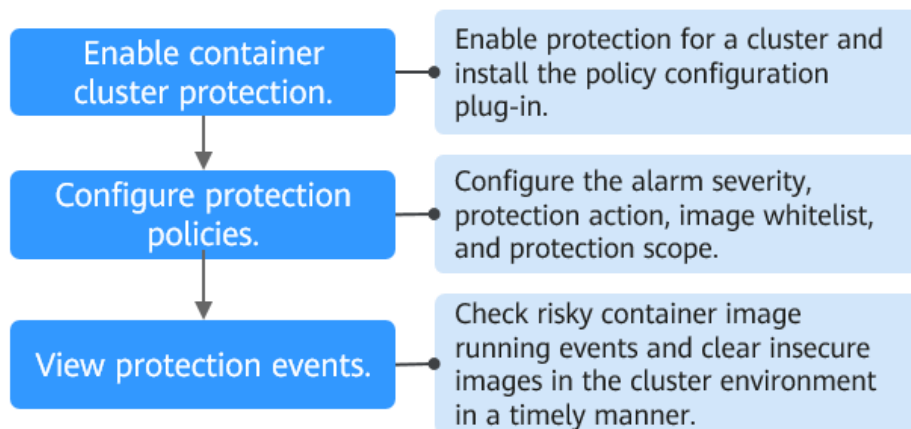 Enable container
cluster protection.
Enable protection for a cluster and
install the policy configuration
plug-in.
Configure protection
policies.
Configure the alarm severity,
protection action, image whitelist,
and protection scope.
View protection events.
Check risky container image
running events and clear insecure
images in the cluster environment
in a timely manner.